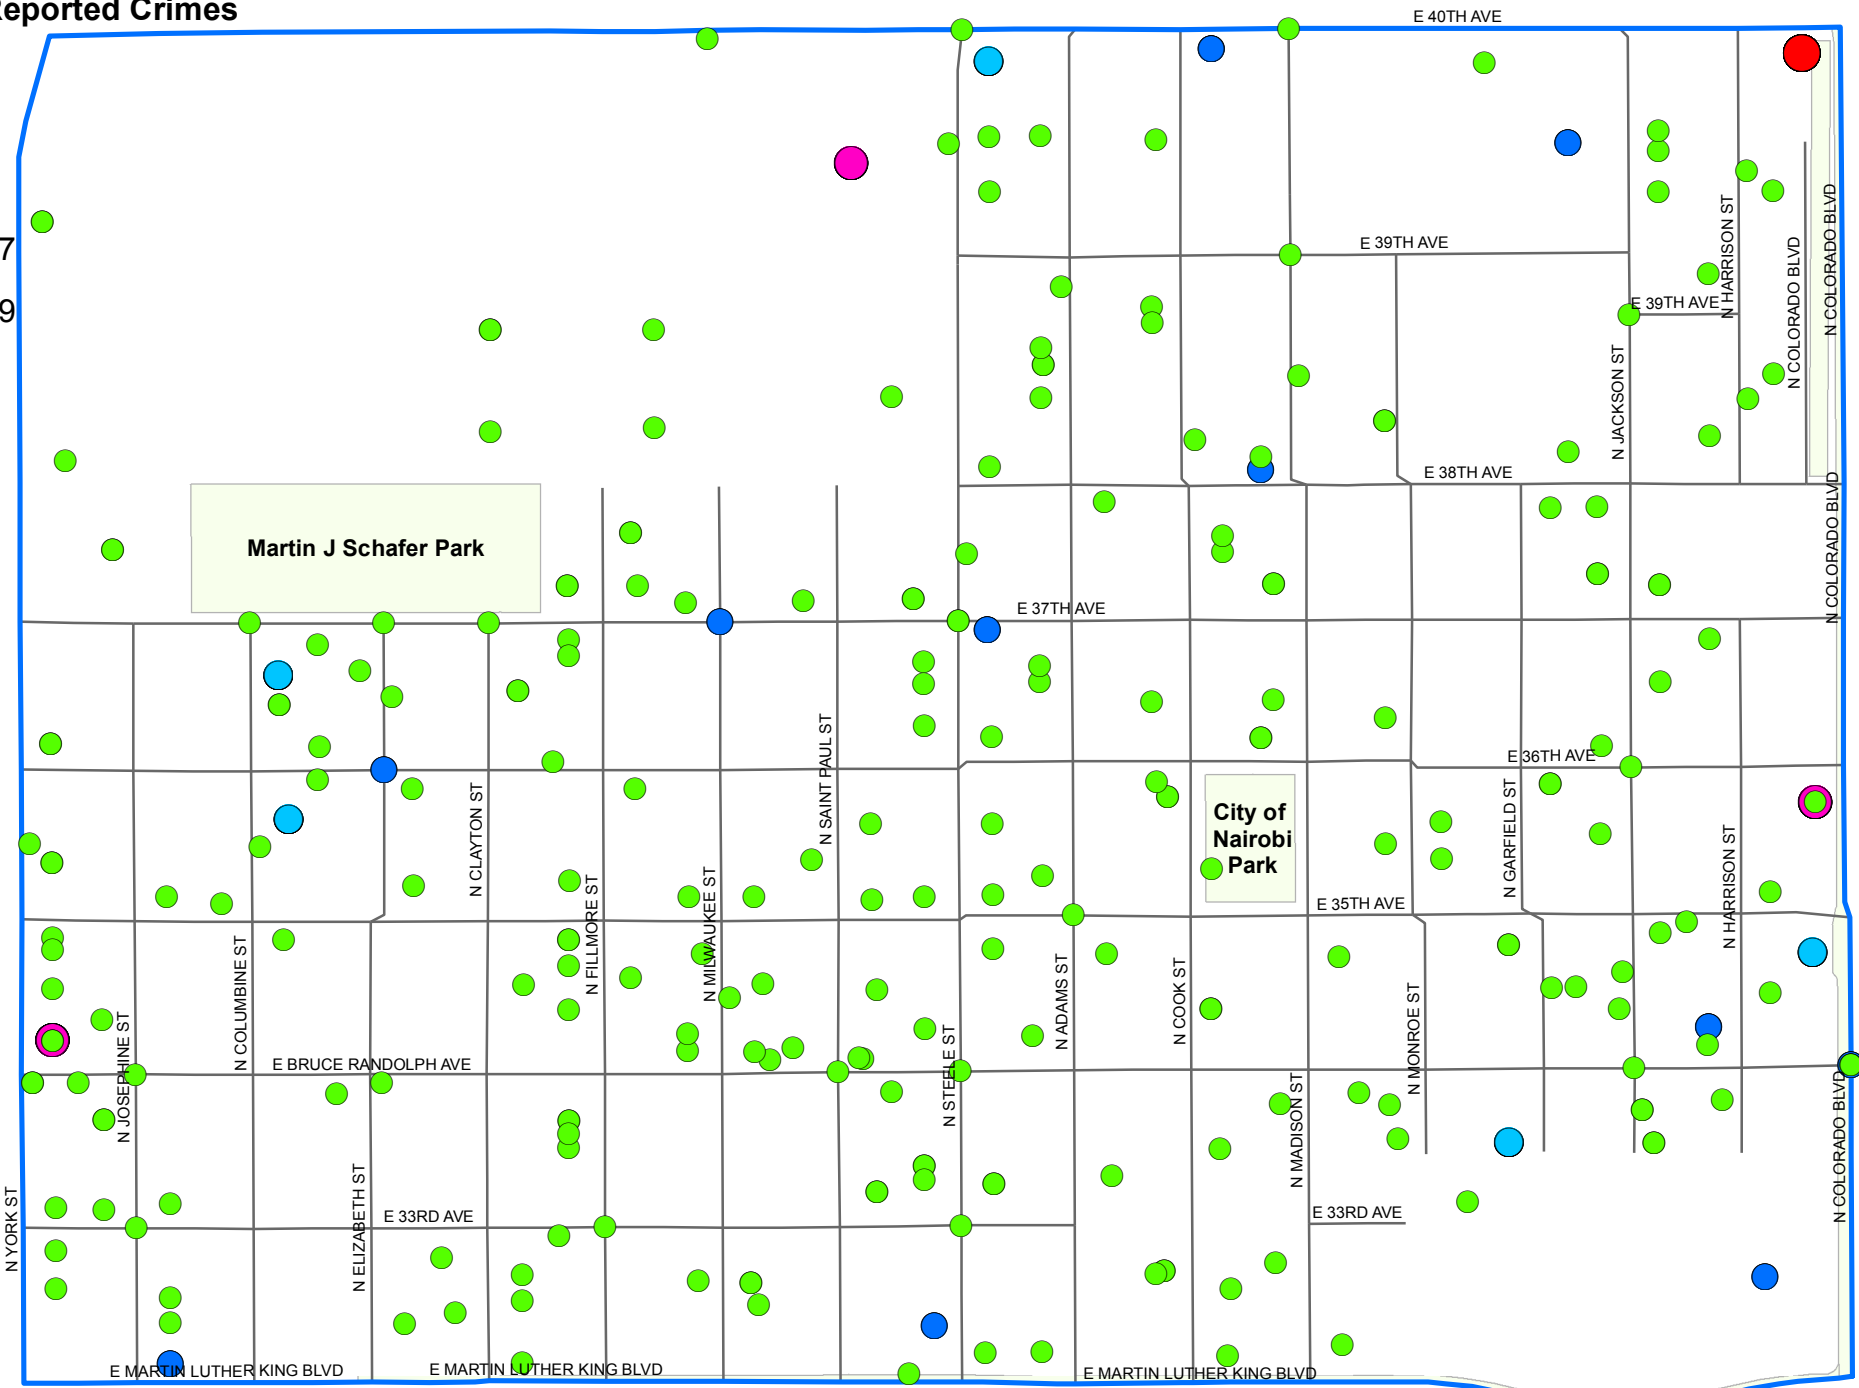 Reported Crimes
E 40TH AVE
7
9
E 39TH AVE
E 39TH AVE
N HARRISON ST
N COLORADO BLVD
N COLORADO BLVD
N JACKSON ST
E 38TH AVE
Martin J Schafer Park
N COLORADO BLVD
E 37TH AVE
N SAINT PAUL ST
E 36TH AVE
N CLAYTON ST
City of
Nairobi
Park
N GARFIELD ST
N HARRISON ST
N FILLMORE ST
N MILWAUKEE ST
E 35TH AVE
N COLUMBINE ST
N ADAMS ST
N COOK ST
N MONROE ST
N JOSEPHINE ST
E BRUCE RANDOLPH AVE
N STEELE ST
N MADISON ST
N COLORADO BLVD
N YORK ST
N ELIZABETH ST
E 33RD AVE
E 33RD AVE
E MARTIN LUTHER KING BLVD
E MARTIN LUTHER KING BLVD
E MARTIN LUTHER KING BLVD